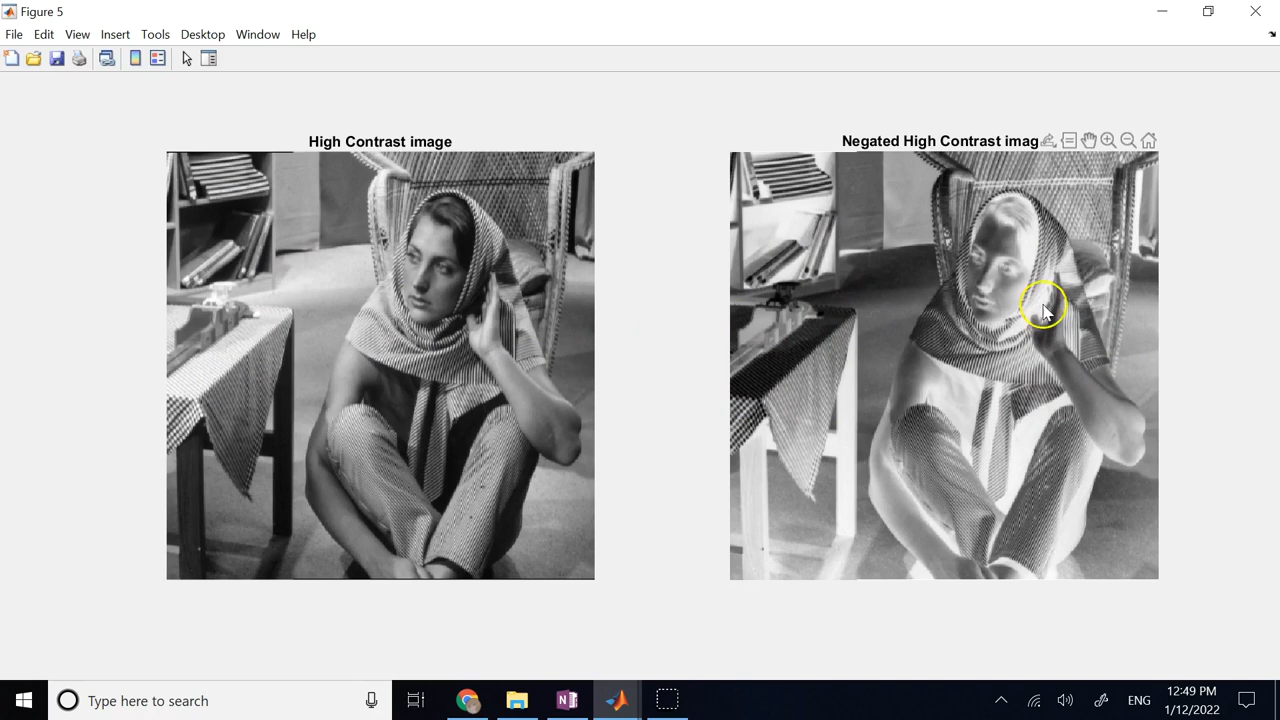 Figure 5
File Edit View Insert Tools Desktop Window Help
High Contrast image
Negated High Contrast imag
Type here to search
N
ENG
12:49 PM
1/12/2022